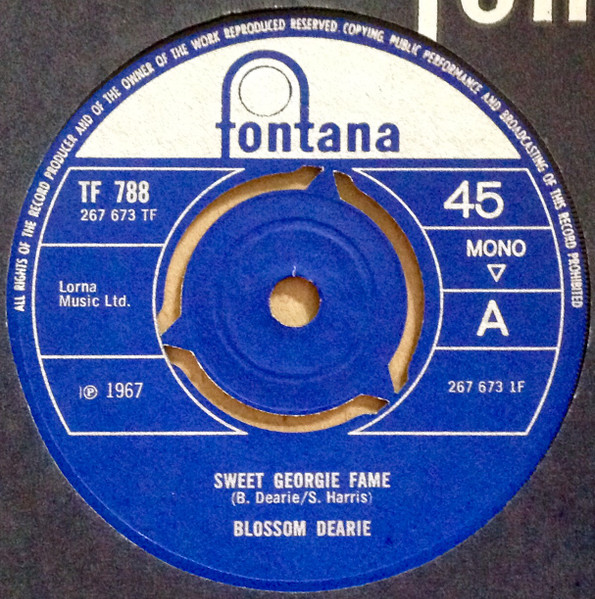 ALL RIGHTS OF THE RECORD PRODUCER AND OF THE OWNER OF THE WORK REPRODUCED RESERVED. COPYING, PUBLIC PERFORMANCE AND BROADCASTING OF THIS RECORD PROHIBITED
fontana
TF 788
267 673 TF
45
MONO
Lorna
Music Ltd.
A
℗ 1967
267 673 1F
SWEET GEORGIE FAME
(B. Dearie/S. Harris)
BLOSSOM DEARIE